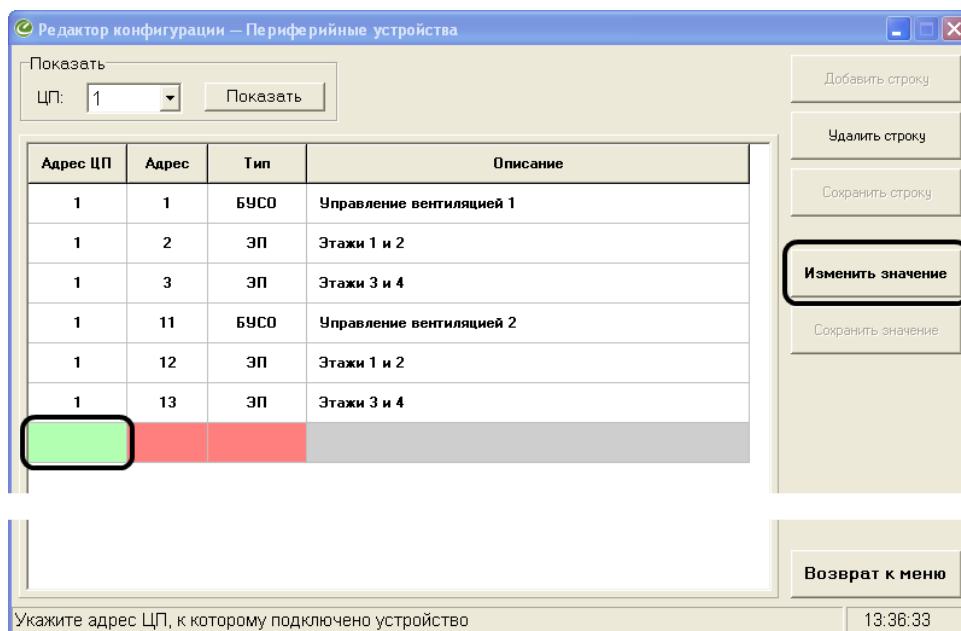 Редактор конфигурации — Периферийные устройства
Показать
ЦП: 1 Показать
Добавить строку
Удалить строку
Сохранить строку
Изменить значение
Сохранить значение
Адрес ЦП Адрес Тип Описание
1 1 БУСО Управление вентиляцией 1
1 2 ЭП Этажи 1 и 2
1 3 ЭП Этажи 3 и 4
1 11 БУСО Управление вентиляцией 2
1 12 ЭП Этажи 1 и 2
1 13 ЭП Этажи 3 и 4
Возврат к меню
Укажите адрес ЦП, к которому подключено устройство 13:36:33